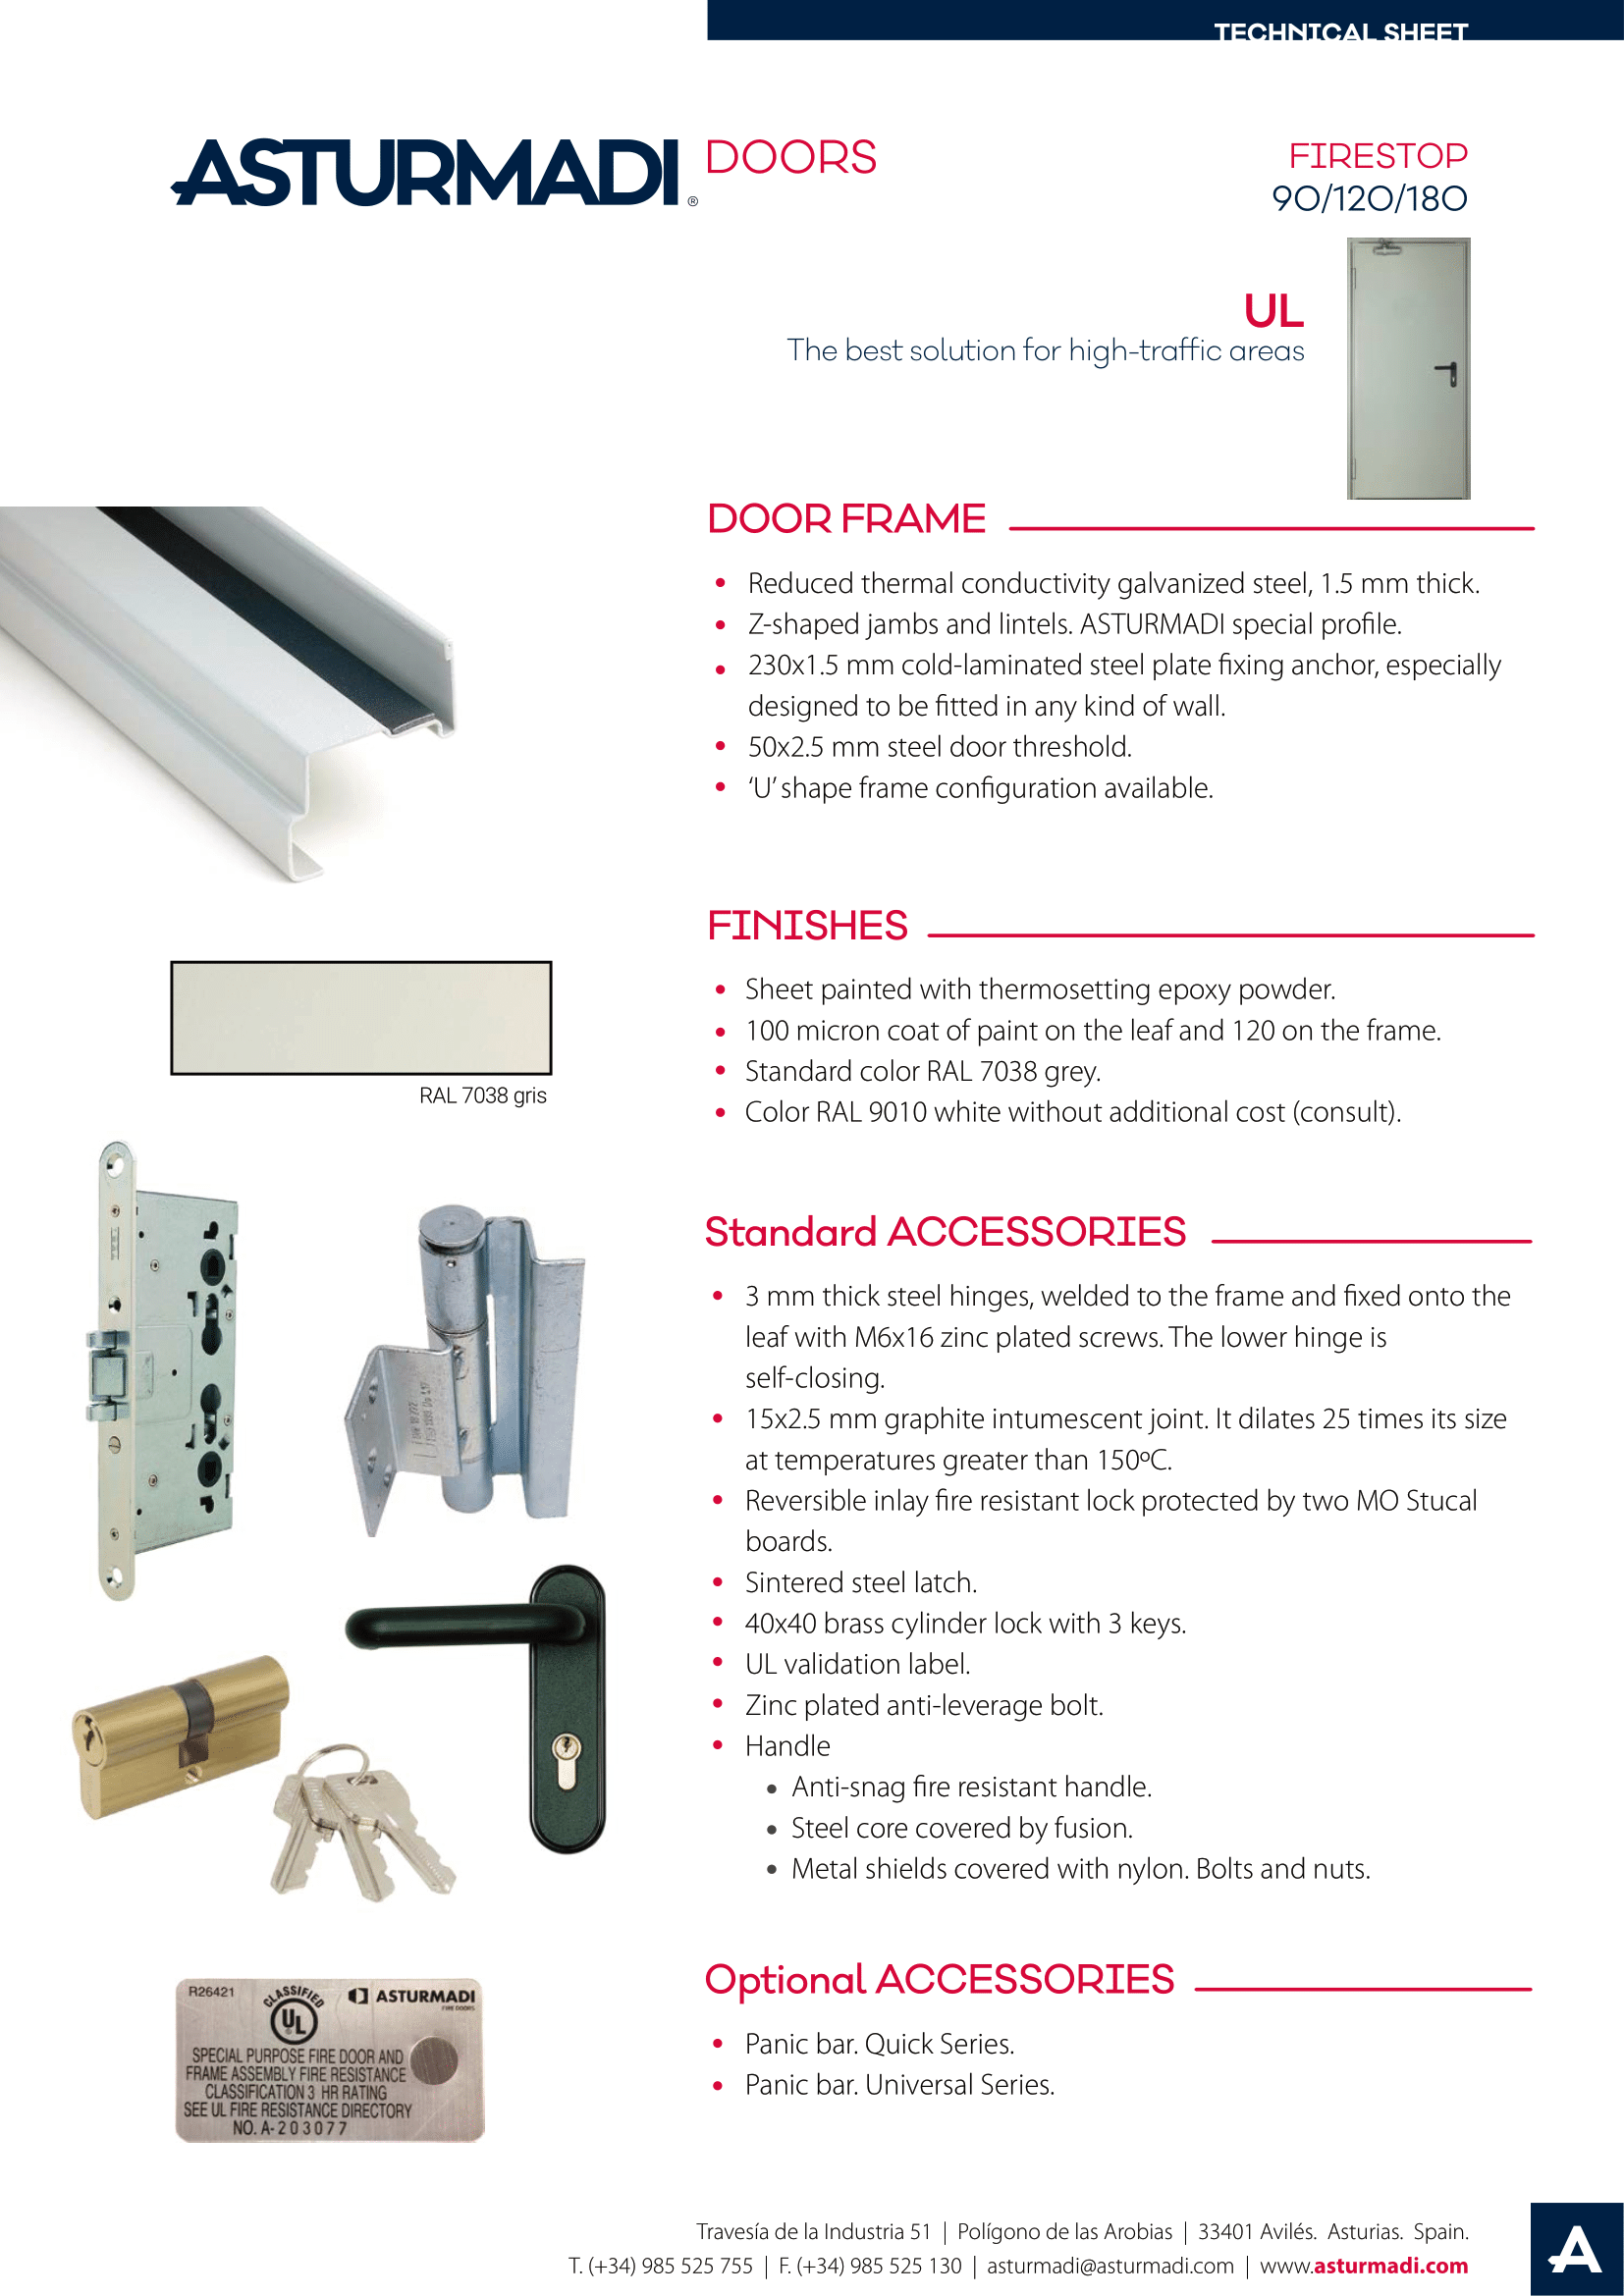 TECHNICAL SHEET
ASTURMADI ® DOORS
FIRESTOP
90/120/180
UL
The best solution for high-traffic areas
DOOR FRAME
• Reduced thermal conductivity galvanized steel, 1.5 mm thick.
• Z-shaped jambs and lintels. ASTURMADI special profile.
• 230x1.5 mm cold-laminated steel plate fixing anchor, especially
designed to be fitted in any kind of wall.
• 50x2.5 mm steel door threshold.
• ‘U’ shape frame configuration available.
FINISHES
• Sheet painted with thermosetting epoxy powder.
• 100 micron coat of paint on the leaf and 120 on the frame.
• Standard color RAL 7038 grey.
• Color RAL 9010 white without additional cost (consult).
RAL 7038 gris
Standard ACCESSORIES
• 3 mm thick steel hinges, welded to the frame and fixed onto the
leaf with M6x16 zinc plated screws. The lower hinge is
self-closing.
• 15x2.5 mm graphite intumescent joint. It dilates 25 times its size
at temperatures greater than 150ºC.
• Reversible inlay fire resistant lock protected by two MO Stucal
boards.
• Sintered steel latch.
• 40x40 brass cylinder lock with 3 keys.
• UL validation label.
• Zinc plated anti-leverage bolt.
• Handle
• Anti-snag fire resistant handle.
• Steel core covered by fusion.
• Metal shields covered with nylon. Bolts and nuts.
Optional ACCESSORIES
• Panic bar. Quick Series.
• Panic bar. Universal Series.
R26421
CLASSIFIED
UL
ASTURMADI
FIRE DOORS
SPECIAL PURPOSE FIRE DOOR AND
FRAME ASSEMBLY FIRE RESISTANCE
CLASSIFICATION 3 HR RATING
SEE UL FIRE RESISTANCE DIRECTORY
NO. A-203077
Travesía de la Industria 51 | Polígono de las Arobias | 33401 Avilés. Asturias. Spain.
T. (+34) 985 525 755 | F. (+34) 985 525 130 | asturmadi@asturmadi.com | www.asturmadi.com